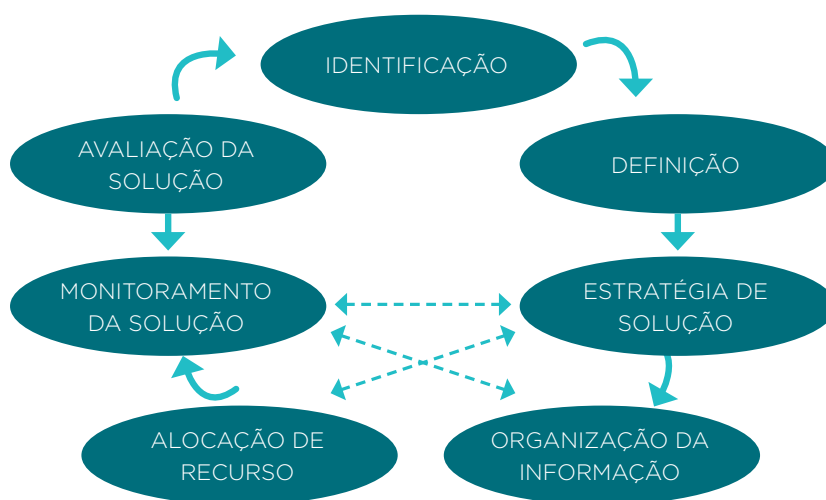 IDENTIFICAÇÃO
AVALIAÇÃO DA
SOLUÇÃO
DEFINIÇÃO
MONITORAMENTO
DA SOLUÇÃO
ESTRATÉGIA DE
SOLUÇÃO
ALOCAÇÃO DE
RECURSO
ORGANIZAÇÃO DA
INFORMAÇÃO